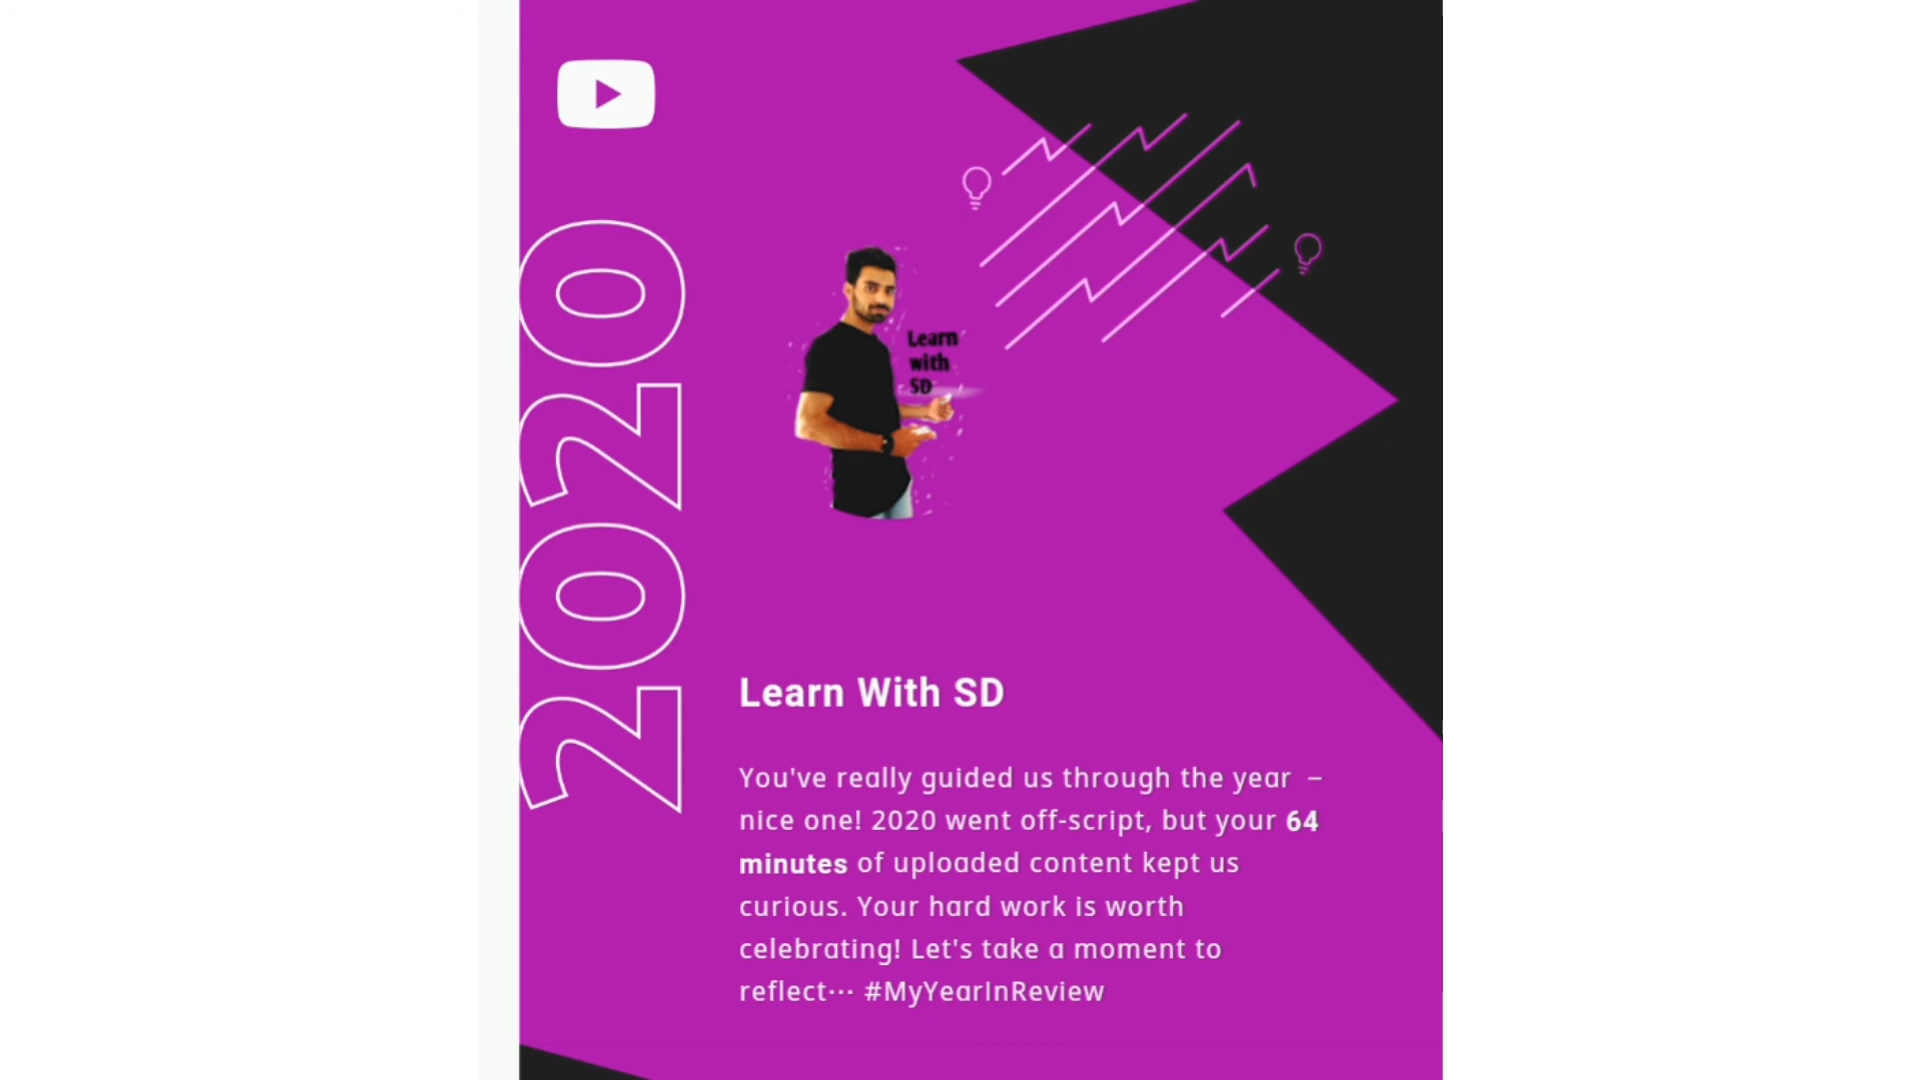 2020
Learn
with
SD
Learn With SD
You've really guided us through the year –
nice one! 2020 went off-script, but your 64
minutes of uploaded content kept us
curious. Your hard work is worth
celebrating! Let's take a moment to
reflect··· #MyYearInReview